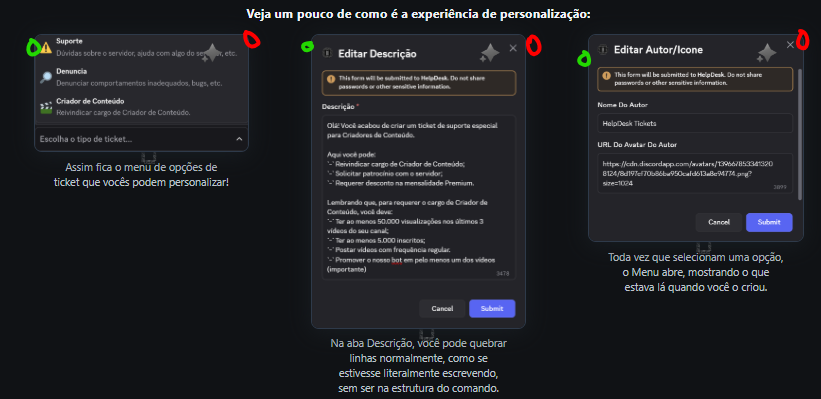 Veja um pouco de como é a experiência de personalização:
Suporte
Dúvidas sobre o servidor, ajuda com algo do servidor, etc.
Denuncia
Denunciar comportamentos inadequados, bugs, etc.
Criador de Conteúdo
Reivindicar cargo de Criador de Conteúdo.
Escolha o tipo de ticket...
Assim fica o menu de opções de
ticket que vocês podem personalizar!
Editar Descrição
This form will be submitted to HelpDesk. Do not share
passwords or other sensitive information.
Descrição *
Olá! Você acabou de criar um ticket de suporte especial
para Criadores de Conteúdo.
Aqui você pode:
'-' Reivindicar cargo de Criador de Conteúdo;
'-' Solicitar patrocínio com o servidor;
'-' Requerer desconto na mensalidade Premium.
Lembrando que, para requerer o cargo de Criador de
Conteúdo, você deve:
'-' Ter ao menos 50.000 visualizações nos últimos 3
vídeos do seu canal;
'-' Ter ao menos 5.000 inscritos;
'-' Postar vídeos com frequência regular.
'-' Promover o nosso bot em pelo menos um dos vídeos
(importante)
3478
Cancel
Submit
Na aba Descrição, você pode quebrar
linhas normalmente, como se
estivesse literalmente escrevendo,
sem ser na estrutura do comando.
Editar Autor/Icone
This form will be submitted to HelpDesk. Do not share
passwords or other sensitive information.
Nome Do Autor
HelpDesk Tickets
URL Do Avatar Do Autor
size=1024
3899
Cancel
Submit
Toda vez que selecionam uma opção,
o Menu abre, mostrando o que
estava lá quando você o criou.